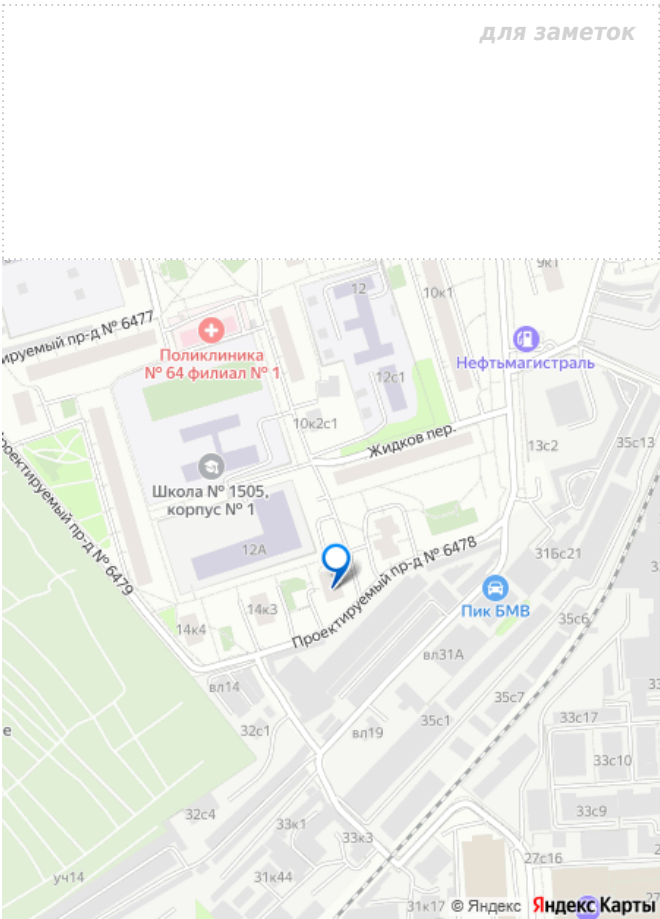 для заметок
9к1
ируемый пр-д № 6477
12
10к1
Поликлиника
№ 64 филиал № 1
Нефтьмагистраль
12с1
10к2с1
Жидков пер.
13с2
35с13
роектируемый пр-д № 6479
Школа № 1505,
корпус № 1
12А
Проектируемый пр-д № 6478
31Бс21
Пик БМВ
14к3
14к4
35с6
вл31А
вл14
32с1
вл19
35с1
35с7
33с17
33с10
32с4
33к1
33к3
33с9
27с16
уч14
31к44
31к17
© Яндекс Яндекс Карты